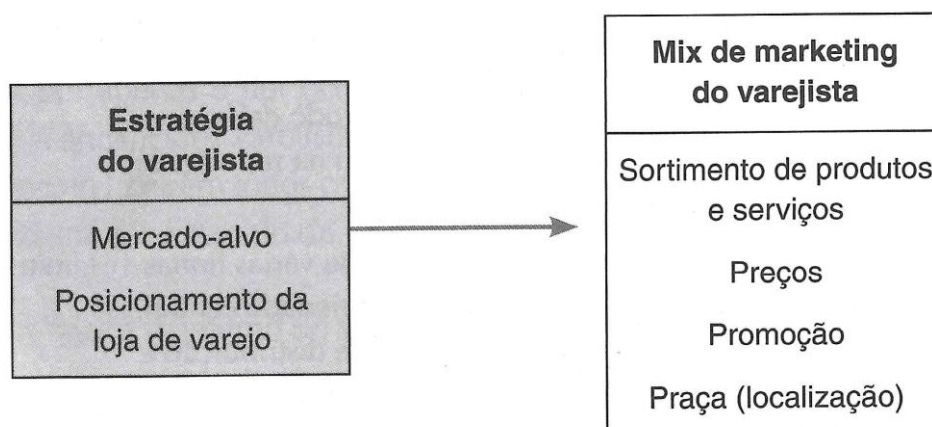 Estratégia
do varejista
Mercado-alvo
Posicionamento da
loja de varejo
Mix de marketing
do varejista
Sortimento de produtos
e serviços
Preços
Promoção
Praça (localização)